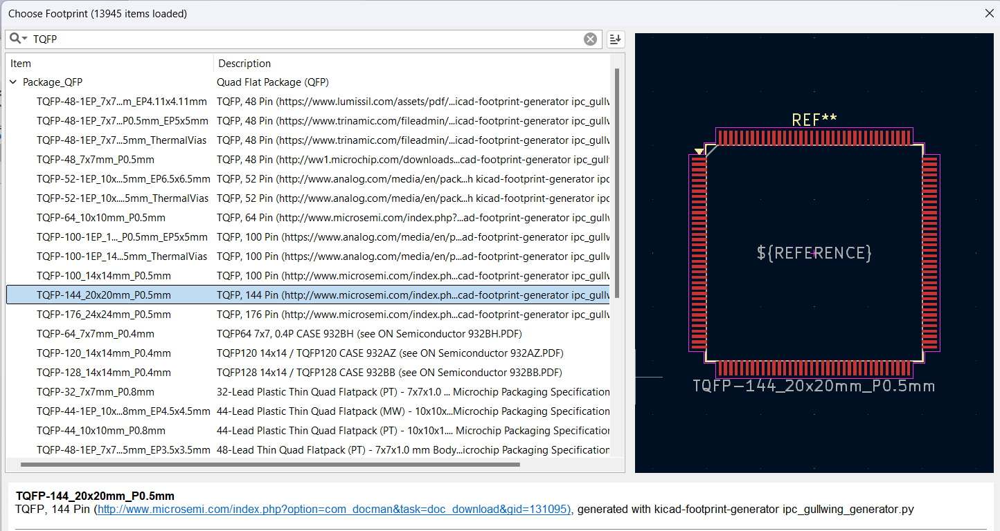 Choose Footprint (13945 items loaded)
TQFP
Item Description
Package_QFP Quad Flat Package (QFP)
TQFP-48-1EP_7x7...m_EP4.11x4.11mm TQFP, 48 Pin (https://www.lumissil.com/assets/pdf/...icad-footprint-generator ipc_gullw
TQFP-48-1EP_7x7...P0.5mm_EP5x5mm TQFP, 48 Pin (https://www.trinamic.com/fileadmin/...icad-footprint-generator ipc_gullw
TQFP-48-1EP_7x7...5mm_ThermalVias TQFP, 48 Pin (https://www.trinamic.com/fileadmin/...icad-footprint-generator ipc_gullw
TQFP-48_7x7mm_P0.5mm TQFP, 48 Pin (http://ww1.microchip.com/downloads...cad-footprint-generator ipc_gullw
TQFP-52-1EP_10x...5mm_EP6.5x6.5mm TQFP, 52 Pin (https://www.analog.com/media/en/pack...h kicad-footprint-generator ipc
TQFP-52-1EP_10x....5mm_ThermalVias TQFP, 52 Pin (https://www.analog.com/media/en/pack...h kicad-footprint-generator ipc
TQFP-64_10x10mm_P0.5mm TQFP, 64 Pin (http://www.microsemi.com/index.php?...ad-footprint-generator ipc_gullw
TQFP-100-1EP_1..._P0.5mm_EP5x5mm TQFP, 100 Pin (https://www.analog.com/media/en/p...ad-footprint-generator ipc_gullw
TQFP-100-1EP_14...5mm_ThermalVias TQFP, 100 Pin (https://www.analog.com/media/en/p...ad-footprint-generator ipc_gullw
TQFP-100_14x14mm_P0.5mm TQFP, 100 Pin (http://www.microsemi.com/index.ph...cad-footprint-generator ipc_gullw
TQFP-144_20x20mm_P0.5mm TQFP, 144 Pin (http://www.microsemi.com/index.ph...cad-footprint-generator ipc_gullw
TQFP-176_24x24mm_P0.5mm TQFP, 176 Pin (http://www.microsemi.com/index.ph...cad-footprint-generator ipc_gullw
TQFP-64_7x7mm_P0.4mm TQFP64 7x7, 0.4P CASE 932BH (see ON Semiconductor 932BH.PDF)
TQFP-120_14x14mm_P0.4mm TQFP120 14x14 / TQFP120 CASE 932AZ (see ON Semiconductor 932AZ.PDF)
TQFP-128_14x14mm_P0.4mm TQFP128 14x14 / TQFP128 CASE 932BB (see ON Semiconductor 932BB.PDF)
TQFP-32_7x7mm_P0.8mm 32-Lead Plastic Thin Quad Flatpack (PT) - 7x7x1.0 ... Microchip Packaging Specification
TQFP-44-1EP_10x...8mm_EP4.5x4.5mm 44-Lead Plastic Thin Quad Flatpack (MW) - 10x10x...Microchip Packaging Specification
TQFP-44_10x10mm_P0.8mm 44-Lead Plastic Thin Quad Flatpack (PT) - 10x10x1.... Microchip Packaging Specification
TQFP-48-1EP_7x7...5mm_EP3.5x3.5mm 48-Lead Thin Quad Flatpack (PT) - 7x7x1.0 mm Body...icrochip Packaging Specification
REF**
${REFERENCE}
TQFP-144_20x20mm_P0.5mm
TQFP-144_20x20mm_P0.5mm
TQFP, 144 Pin (http://www.microsemi.com/index.php?option=com_docman&task=doc_download&gid=131095), generated with kicad-footprint-generator ipc_gullwing_generator.py